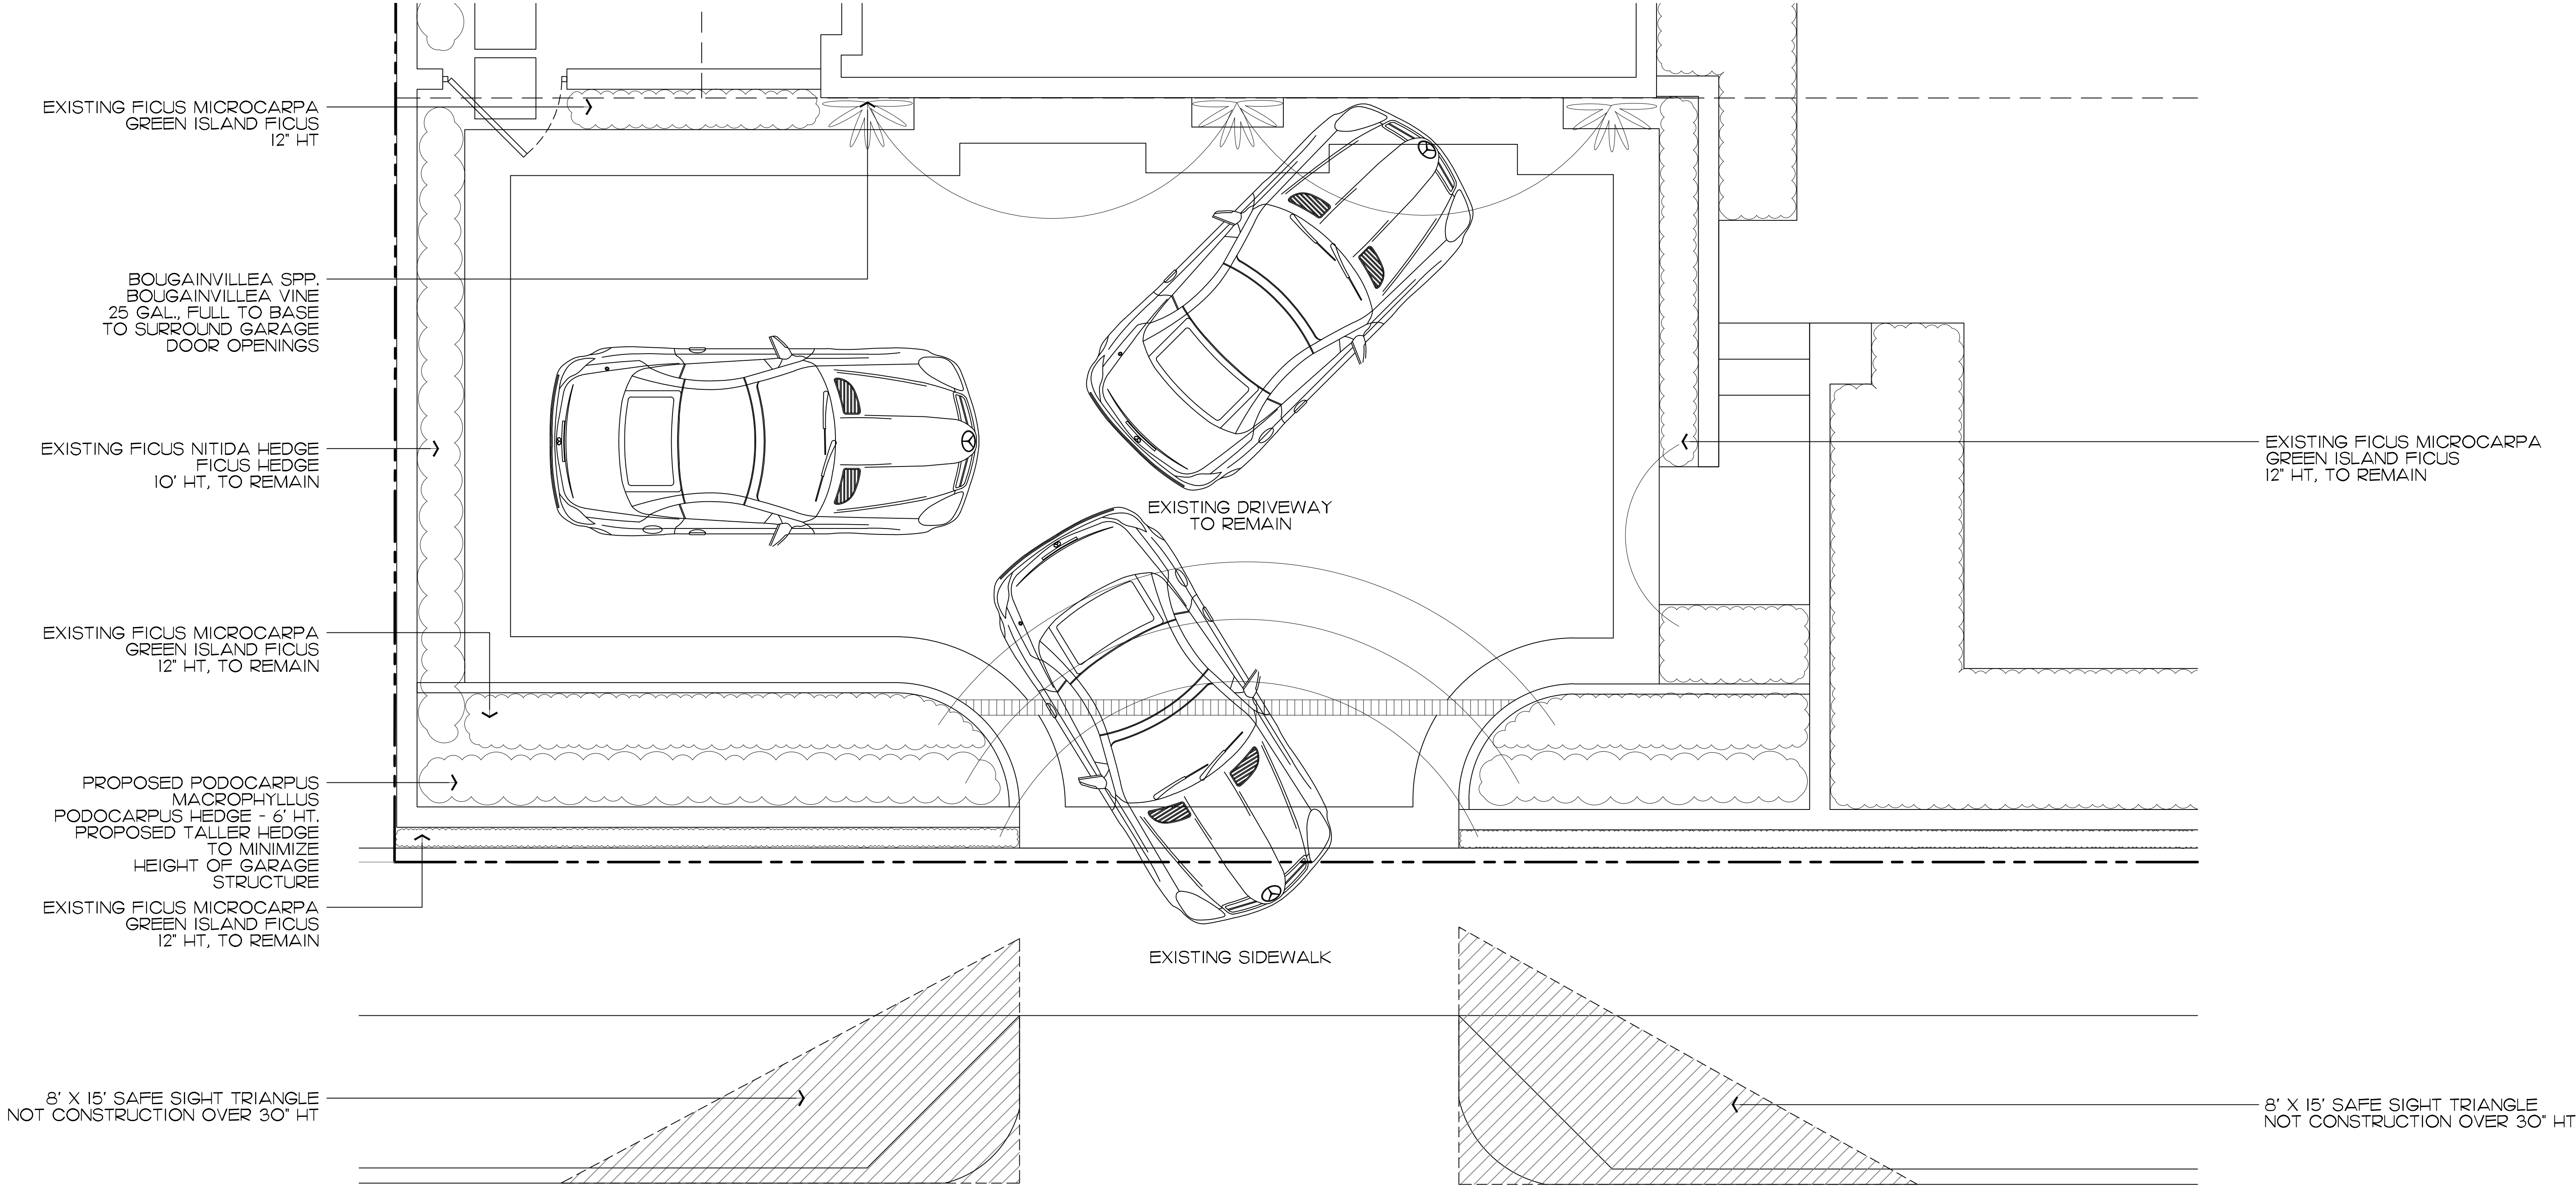 EXISTING FICUS MICROCARPA
GREEN ISLAND FICUS
12" HT
BOUGAINVILLEA SPP.
BOUGAINVILLEA VINE
25 GAL., FULL TO BASE
TO SURROUND GARAGE
DOOR OPENINGS
EXISTING FICUS NITIDA HEDGE
FICUS HEDGE
10' HT, TO REMAIN
EXISTING FICUS MICROCARPA
GREEN ISLAND FICUS
12" HT, TO REMAIN
PROPOSED PODOCARPUS
MACROPHYLLUS
PODOCARPUS HEDGE - 6' HT.
PROPOSED TALLER HEDGE
TO MINIMIZE
HEIGHT OF GARAGE
STRUCTURE
EXISTING FICUS MICROCARPA
GREEN ISLAND FICUS
12" HT, TO REMAIN
8' X 15' SAFE SIGHT TRIANGLE
NOT CONSTRUCTION OVER 30" HT
EXISTING DRIVEWAY
TO REMAIN
EXISTING SIDEWALK
EXISTING FICUS MICROCARPA
GREEN ISLAND FICUS
12" HT, TO REMAIN
8' X 15' SAFE SIGHT TRIANGLE
NOT CONSTRUCTION OVER 30" HT